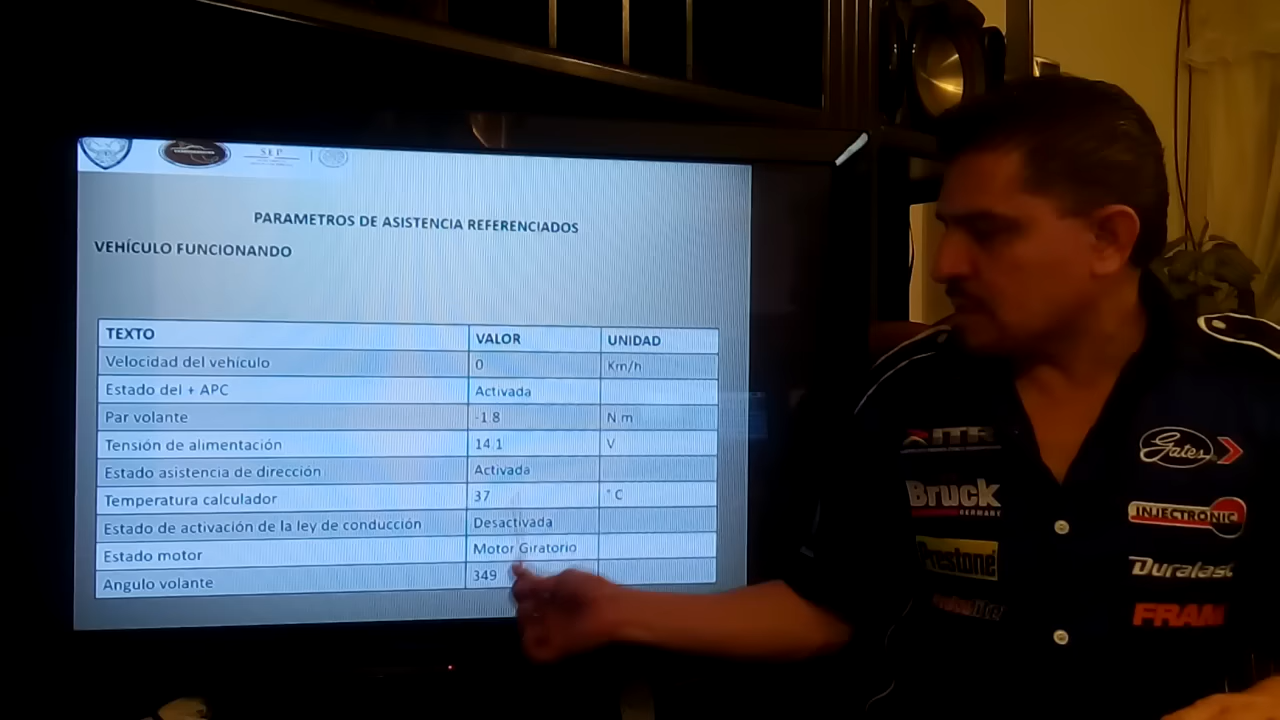 SEP
PARAMETROS DE ASISTENCIA REFERENCIADOS
VEHÍCULO FUNCIONANDO
TEXTO VALOR UNIDAD
Velocidad del vehículo 0 Km/h
Estado del + APC Activada
Par volante -1.8 N.m
Tensión de alimentación 14.1 V
Estado asistencia de dirección Activada
Temperatura calculador 37 °C
Estado de activación de la ley de conducción Desactivada
Estado motor Motor Giratorio
Angulo volante 349
ITR
Gates
Bruck
GERMANY
INJECTRONIC
Prestone
Duralast
FRAM